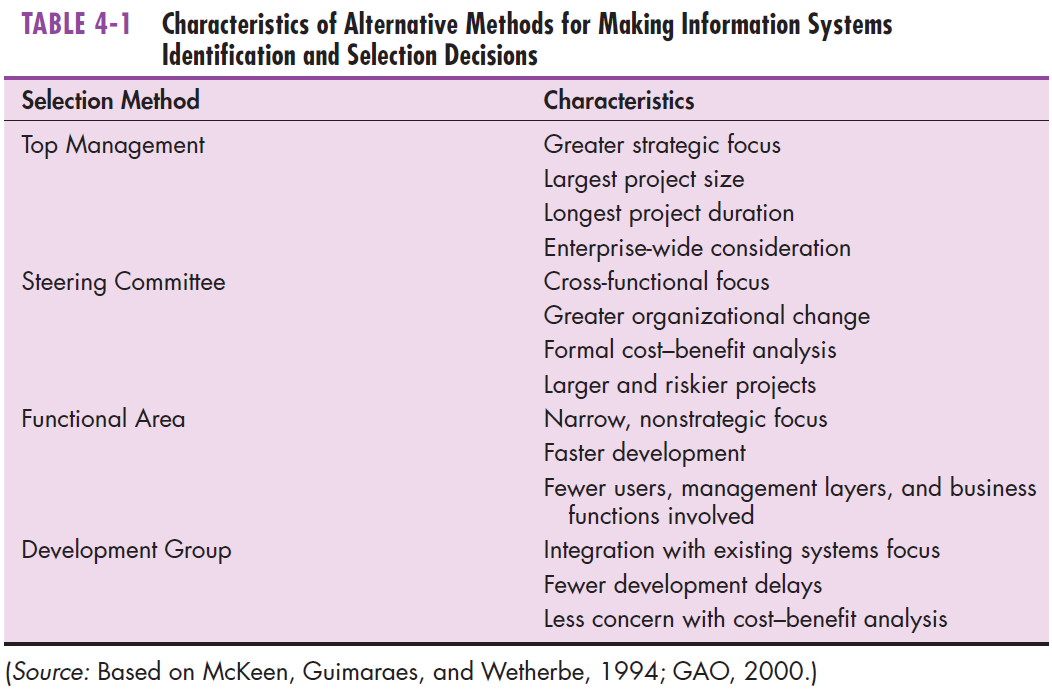 TABLE 4-1 Characteristics of Alternative Methods for Making Information Systems
Identification and Selection Decisions
Selection Method Characteristics
Top Management Greater strategic focus
Largest project size
Longest project duration
Enterprise-wide consideration
Steering Committee Cross-functional focus
Greater organizational change
Formal cost–benefit analysis
Larger and riskier projects
Functional Area Narrow, nonstrategic focus
Faster development
Fewer users, management layers, and business
functions involved
Development Group Integration with existing systems focus
Fewer development delays
Less concern with cost–benefit analysis
(Source: Based on McKeen, Guimaraes, and Wetherbe, 1994; GAO, 2000.)